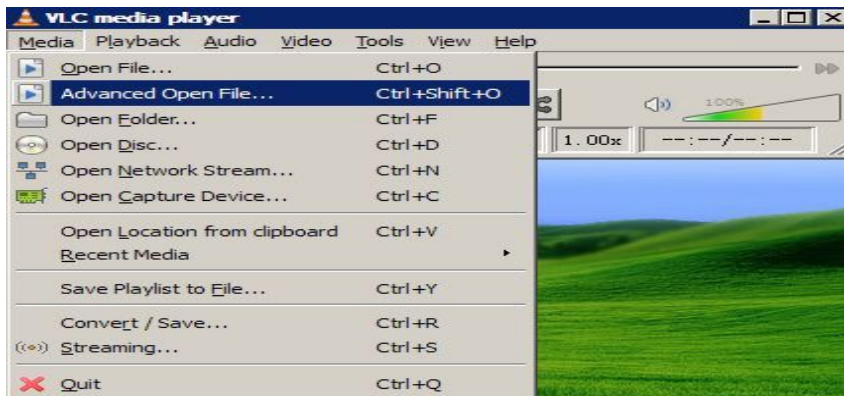 VLC media player
Media Playback Audio Video Tools View Help
Open File... Ctrl+O
Advanced Open File... Ctrl+Shift+O
Open Folder... Ctrl+F
Open Disc... Ctrl+D
Open Network Stream... Ctrl+N
Open Capture Device... Ctrl+C
Open Location from clipboard Ctrl+V
Recent Media
Save Playlist to File... Ctrl+Y
Convert / Save... Ctrl+R
Streaming... Ctrl+S
Quit Ctrl+Q
100%
1.00x --:--/--:--